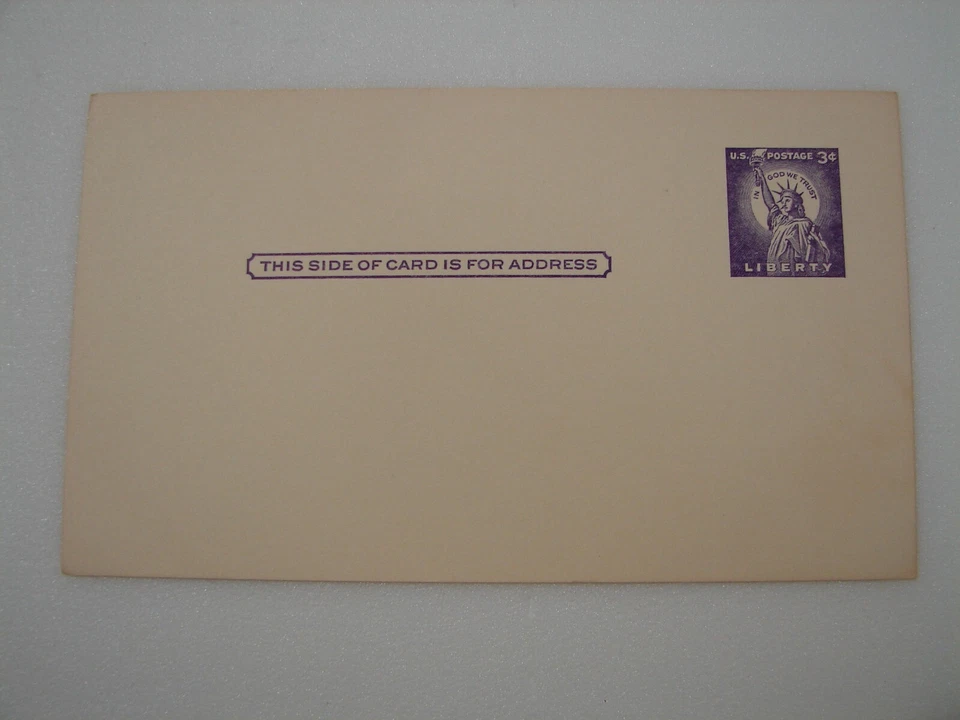 U.S. POSTAGE 3¢
IN GOD WE TRUST
LIBERTY
THIS SIDE OF CARD IS FOR ADDRESS